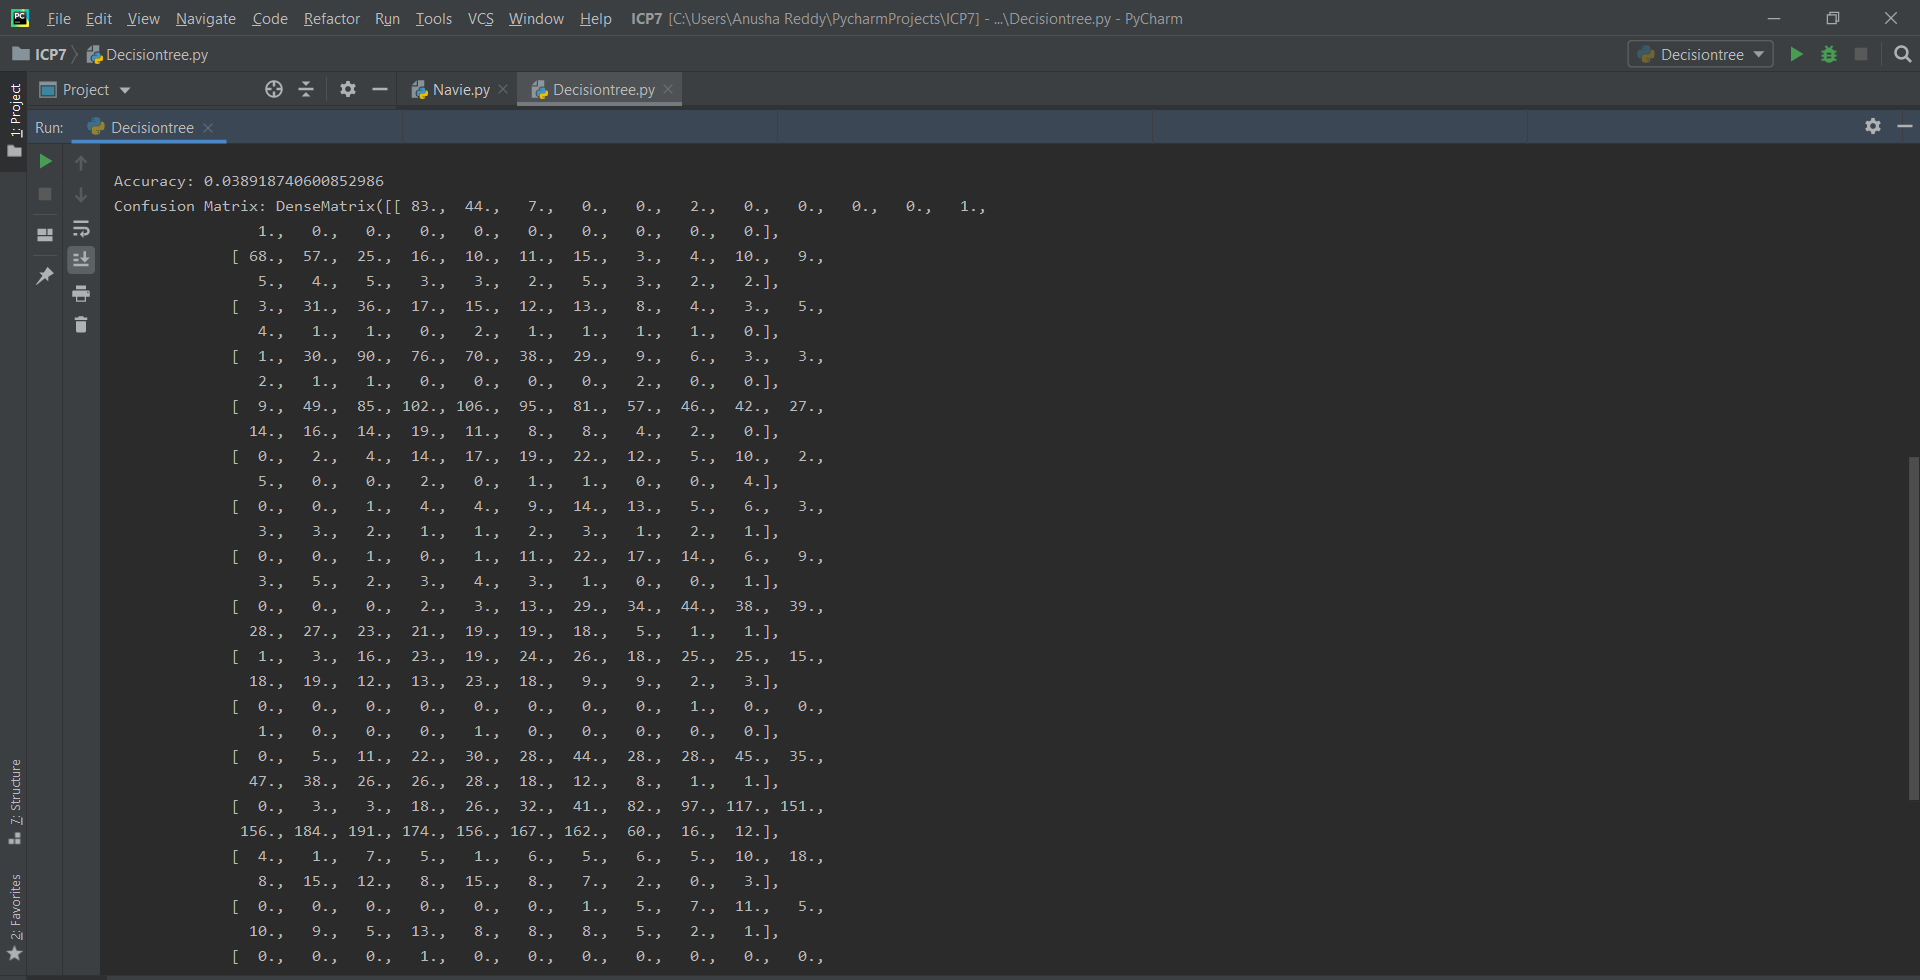 File Edit View Navigate Code Refactor Run Tools VCS Window Help ICP7 [C:\Users\Anusha Reddy\PycharmProjects\ICP7] - ...\Decisiontree.py - PyCharm
ICP7 Decisiontree.py Decisiontree
Project Navie.py Decisiontree.py
1: Project
Run: Decisiontree
Accuracy: 0.038918740600852986
Confusion Matrix: DenseMatrix([[ 83., 44., 7., 0., 0., 2., 0., 0., 0., 0., 1.,
1., 0., 0., 0., 0., 0., 0., 0., 0., 0.],
[ 68., 57., 25., 16., 10., 11., 15., 3., 4., 10., 9.,
5., 4., 5., 3., 3., 2., 5., 3., 2., 2.],
[ 3., 31., 36., 17., 15., 12., 13., 8., 4., 3., 5.,
4., 1., 1., 0., 2., 1., 1., 1., 1., 0.],
[ 1., 30., 90., 76., 70., 38., 29., 9., 6., 3., 3.,
2., 1., 1., 0., 0., 0., 0., 2., 0., 0.],
[ 9., 49., 85., 102., 106., 95., 81., 57., 46., 42., 27.,
14., 16., 14., 19., 11., 8., 8., 4., 2., 0.],
[ 0., 2., 4., 14., 17., 19., 22., 12., 5., 10., 2.,
5., 0., 0., 2., 0., 1., 1., 0., 0., 4.],
[ 0., 0., 1., 4., 4., 9., 14., 13., 5., 6., 3.,
3., 3., 2., 1., 1., 2., 3., 1., 2., 1.],
[ 0., 0., 1., 0., 1., 11., 22., 17., 14., 6., 9.,
3., 5., 2., 3., 4., 3., 1., 0., 0., 1.],
[ 0., 0., 0., 2., 3., 13., 29., 34., 44., 38., 39.,
28., 27., 23., 21., 19., 19., 18., 5., 1., 1.],
[ 1., 3., 16., 23., 19., 24., 26., 18., 25., 25., 15.,
18., 19., 12., 13., 23., 18., 9., 9., 2., 3.],
[ 0., 0., 0., 0., 0., 0., 0., 0., 1., 0., 0.,
1., 0., 0., 0., 1., 0., 0., 0., 0., 0.],
[ 0., 5., 11., 22., 30., 28., 44., 28., 28., 45., 35.,
47., 38., 26., 26., 28., 18., 12., 8., 1., 1.],
[ 0., 3., 3., 18., 26., 32., 41., 82., 97., 117., 151.,
156., 184., 191., 174., 156., 167., 162., 60., 16., 12.],
[ 4., 1., 7., 5., 1., 6., 5., 6., 5., 10., 18.,
8., 15., 12., 8., 15., 8., 7., 2., 0., 3.],
[ 0., 0., 0., 0., 0., 0., 1., 5., 7., 11., 5.,
10., 9., 5., 13., 8., 8., 8., 5., 2., 1.],
[ 0., 0., 0., 1., 0., 0., 0., 0., 0., 0., 0.,
7: Structure
2: Favorites